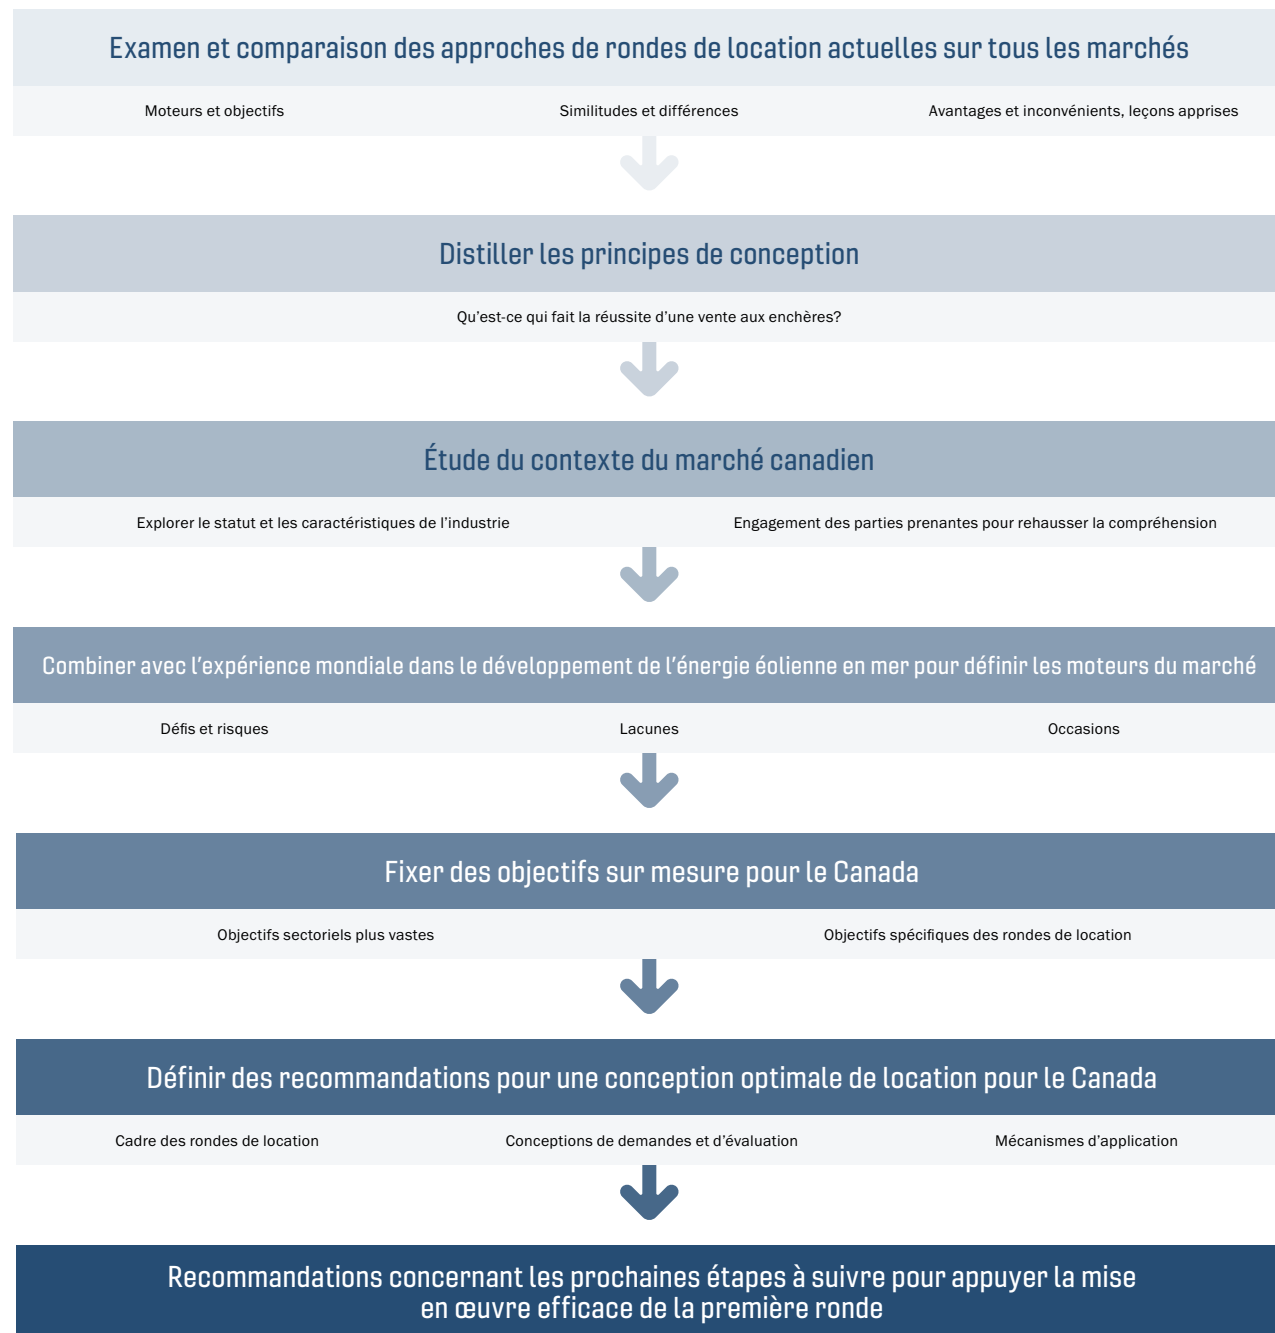 Examen et comparaison des approches de rondes de location actuelles sur tous les marchés
Moteurs et objectifs
Similitudes et différences
Avantages et inconvénients, leçons apprises
Distiller les principes de conception
Qu'est-ce qui fait la réussite d'une vente aux enchères?
Étude du contexte du marché canadien
Explorer le statut et les caractéristiques de l'industrie
Engagement des parties prenantes pour rehausser la compréhension
Combiner avec l'expérience mondiale dans le développement de l'énergie éolienne en mer pour définir les moteurs du marché
Défis et risques
Lacunes
Occasions
Fixer des objectifs sur mesure pour le Canada
Objectifs sectoriels plus vastes
Objectifs spécifiques des rondes de location
Définir des recommandations pour une conception optimale de location pour le Canada
Cadre des rondes de location
Conceptions de demandes et d'évaluation
Mécanismes d'application
Recommandations concernant les prochaines étapes à suivre pour appuyer la mise
en œuvre efficace de la première ronde